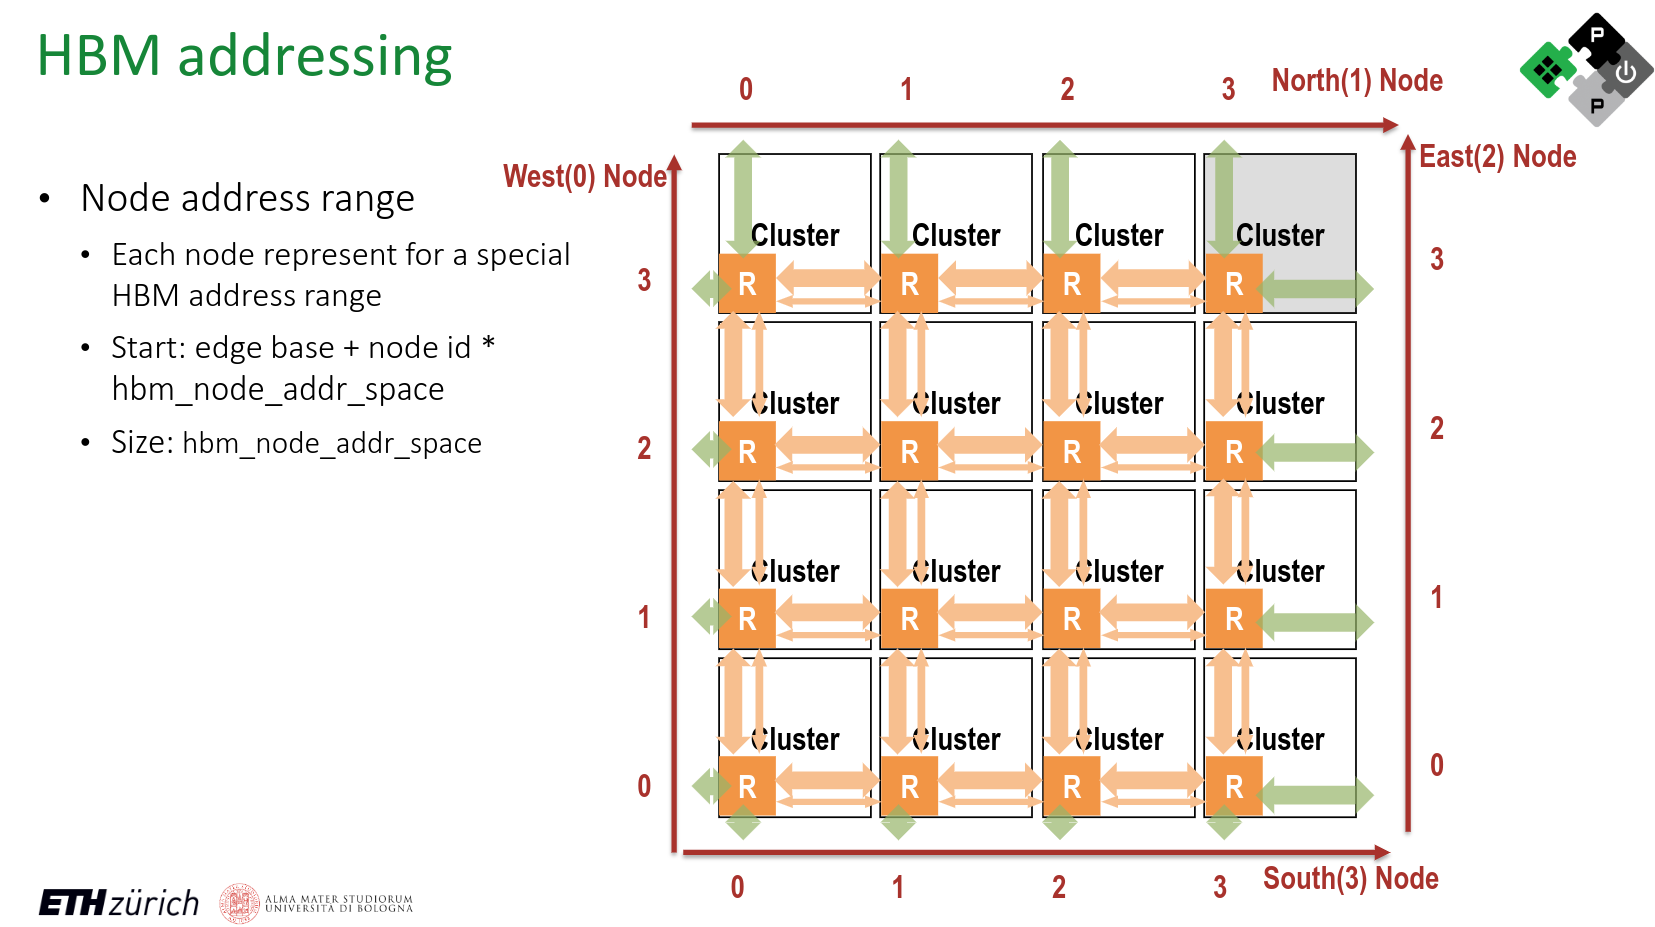 HBM addressing
• Node address range
• Each node represent for a special
HBM address range
• Start: edge base + node id *
hbm_node_addr_space
• Size: hbm_node_addr_space
0 1 2 3 North(1) Node
West(0) Node
East(2) Node
Cluster Cluster Cluster Cluster
3 R R R R 3
Cluster Cluster Cluster Cluster
2 R R R R 2
Cluster Cluster Cluster Cluster
1 R R R R 1
Cluster Cluster Cluster Cluster
0 R R R R 0
0 1 2 3 South(3) Node
P
P
ETH zürich
ALMA MATER STUDIORUM
UNIVERSITÀ DI BOLOGNA